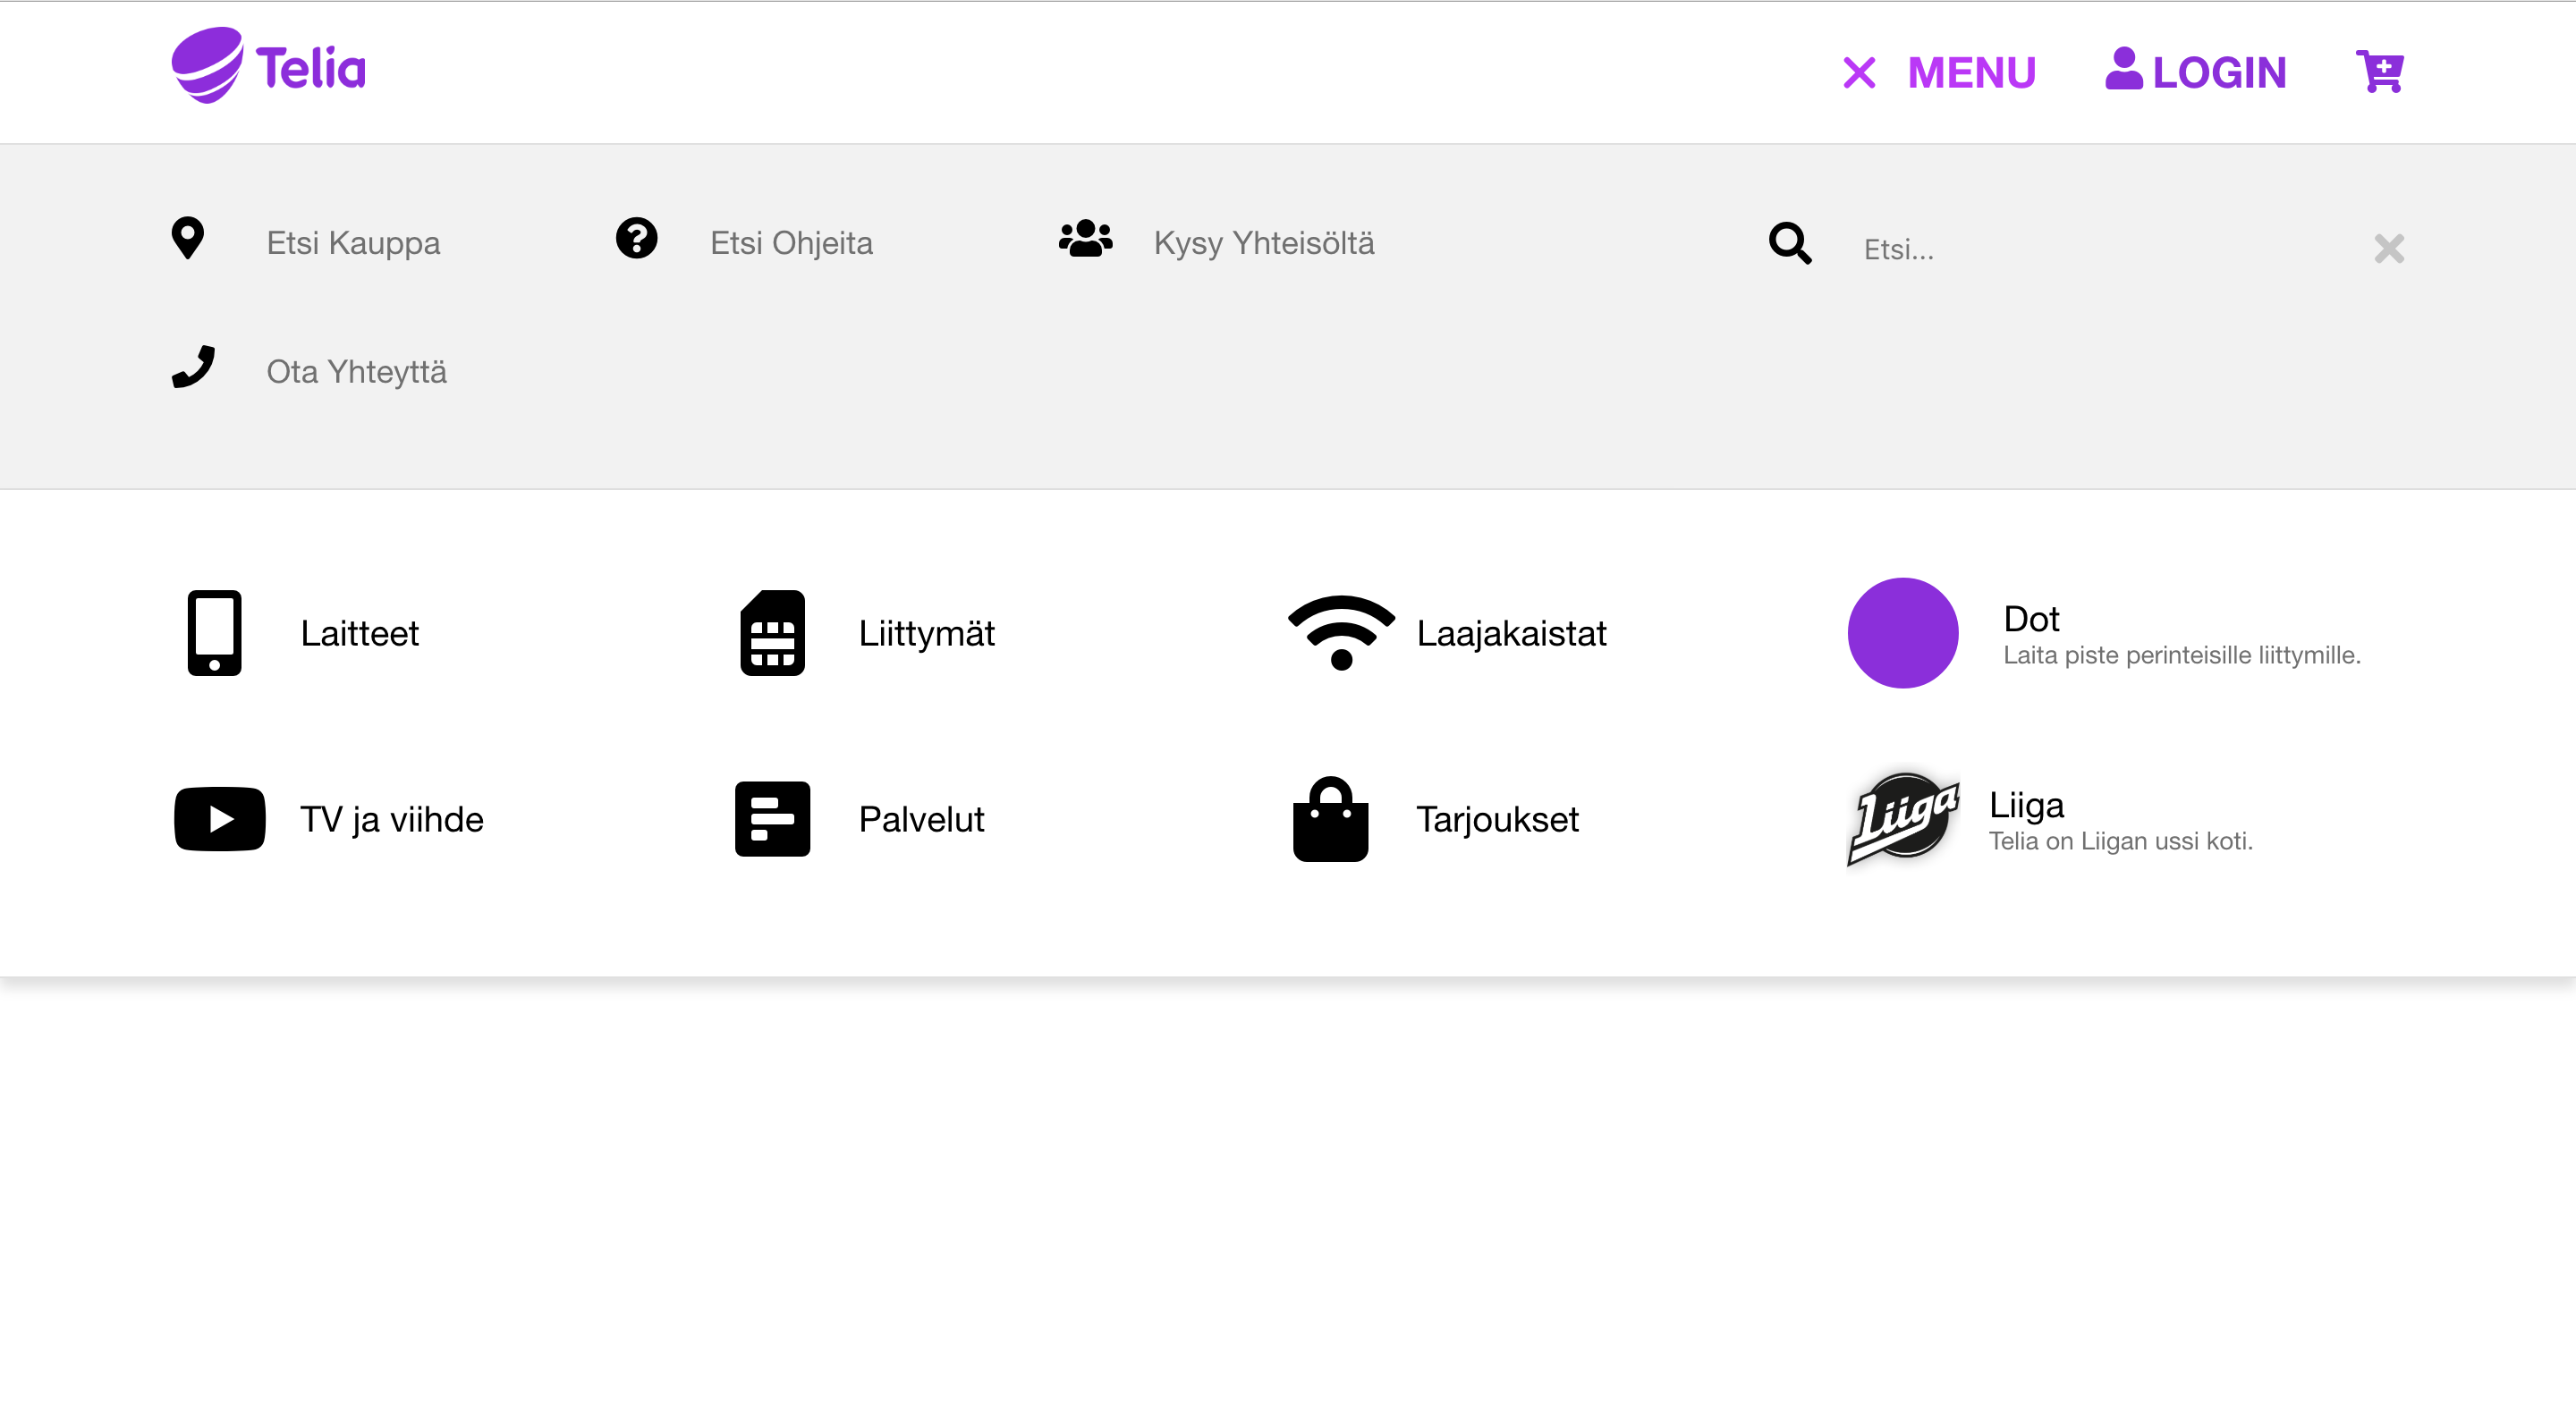 Telia
MENU
LOGIN
Etsi Kauppa
Etsi Ohjeita
Kysy Yhteisöltä
Etsi...
Ota Yhteyttä
Laitteet
Liittymät
Laajakaistat
Dot
Laita piste perinteisille liittymille.
TV ja viihde
Palvelut
Tarjoukset
Liiga
Liiga
Telia on Liigan ussi koti.